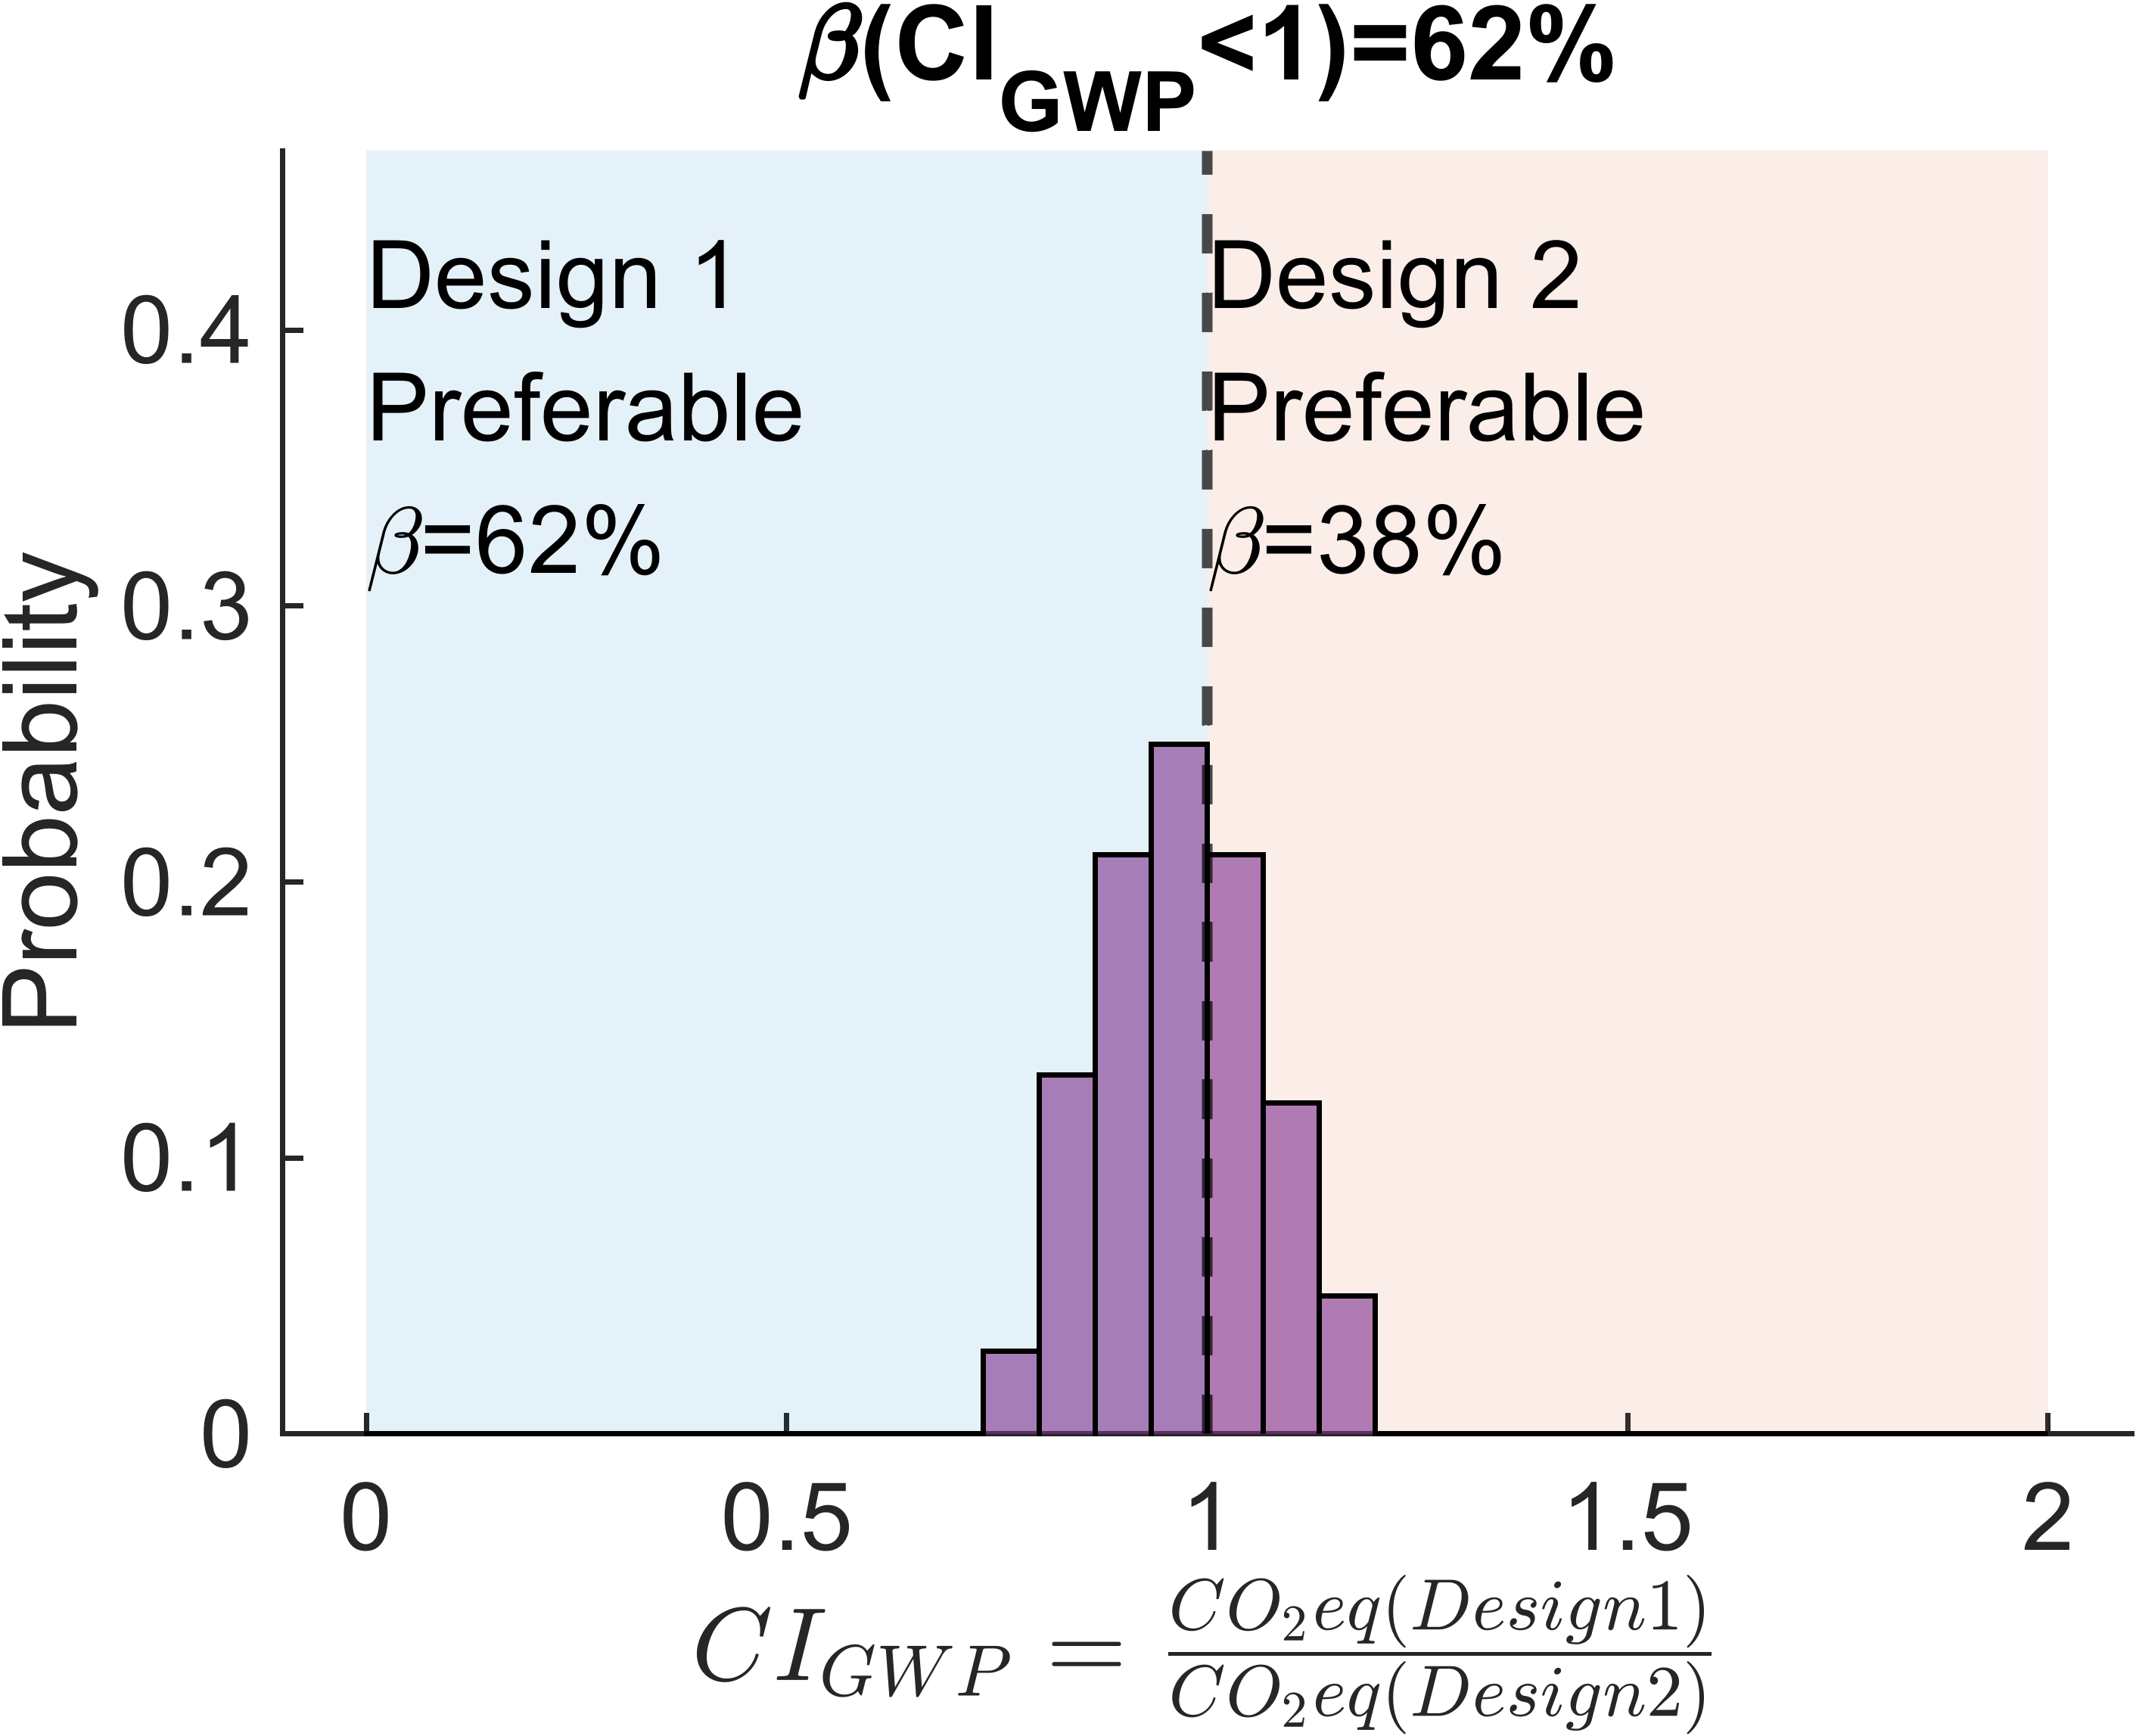 β(CI_GWP<1)=62%
Design 1
Preferable
β=62%
Design 2
Preferable
β=38%
Probability
0.4
0.3
0.2
0.1
0
0 0.5 1 1.5 2
CI_GWP = CO₂eq(Design1)
CO₂eq(Design2)